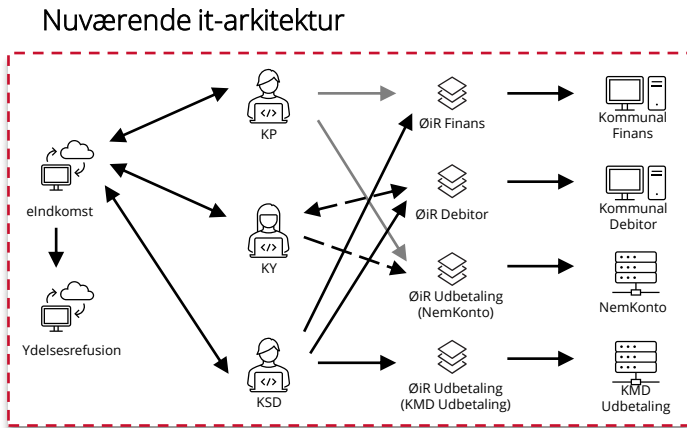 Nuværende it-arkitektur
KP
ØiR Finans
Kommunal
Finans
eIndkomst
KY
ØiR Debitor
Kommunal
Debitor
ØiR Udbetaling
(NemKonto)
NemKonto
Ydelsesrefusion
KSD
ØiR Udbetaling
(KMD Udbetaling)
KMD
Udbetaling